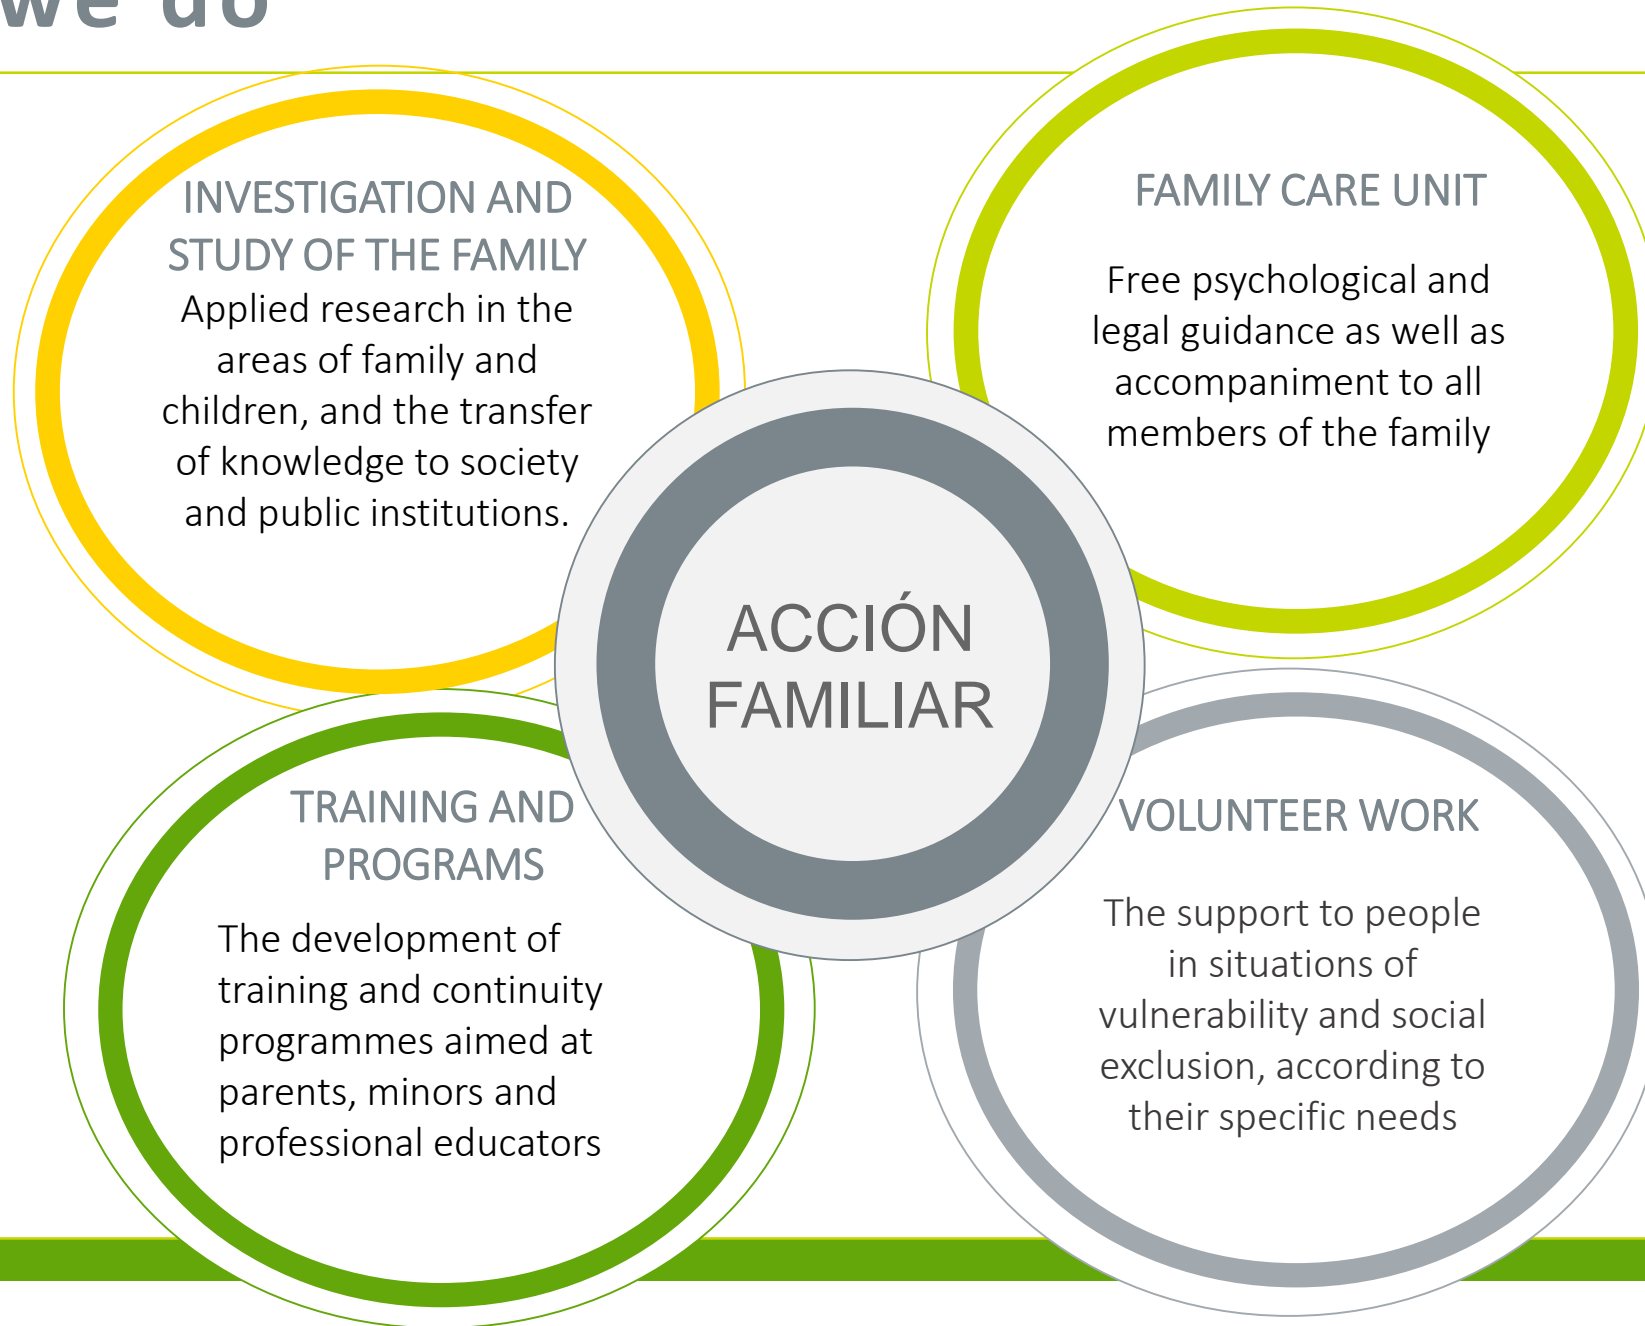 we do
INVESTIGATION AND
STUDY OF THE FAMILY
Applied research in the
areas of family and
children, and the transfer
of knowledge to society
and public institutions.
FAMILY CARE UNIT
Free psychological and
legal guidance as well as
accompaniment to all
members of the family
ACCIÓN
FAMILIAR
TRAINING AND
PROGRAMS
The development of
training and continuity
programmes aimed at
parents, minors and
professional educators
VOLUNTEER WORK
The support to people
in situations of
vulnerability and social
exclusion, according to
their specific needs